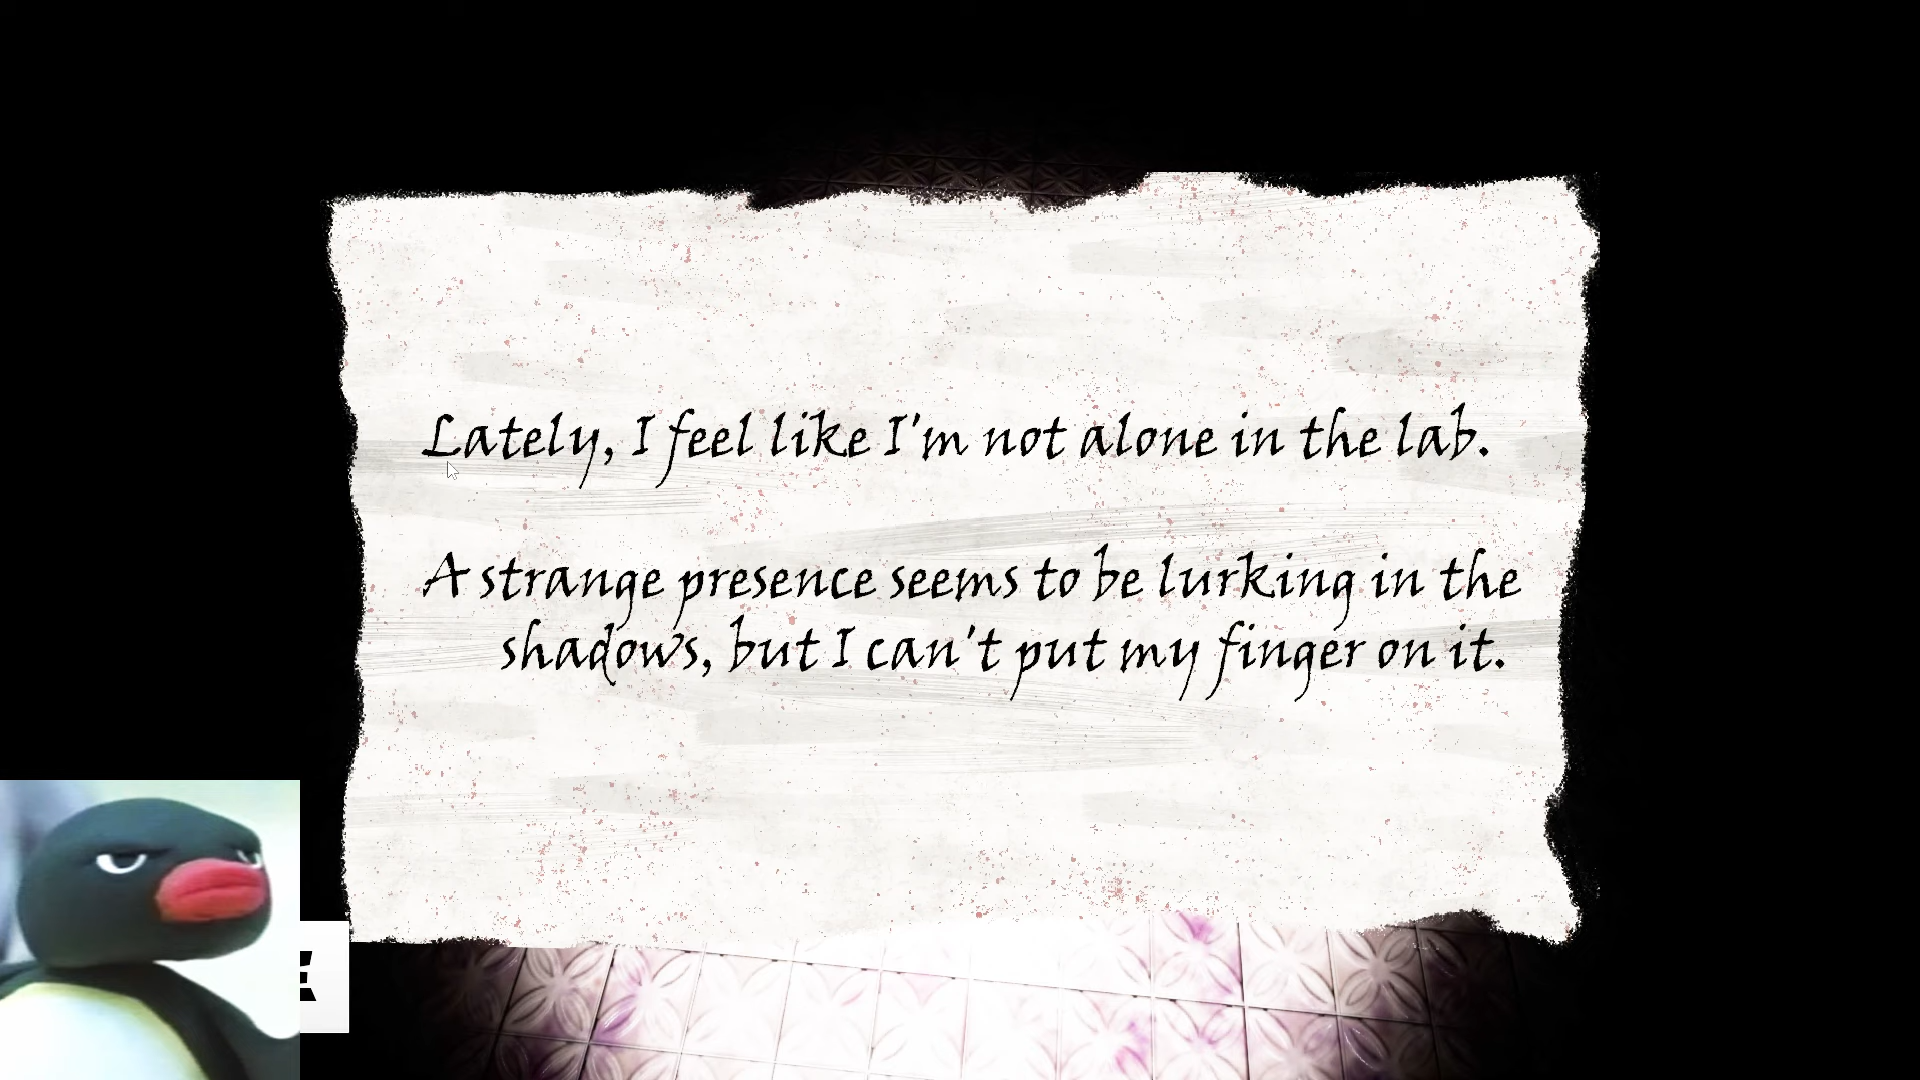 Lately, I feel like I'm not alone in the lab.
A strange presence seems to be lurking in the
shadows, but I can't put my finger on it.